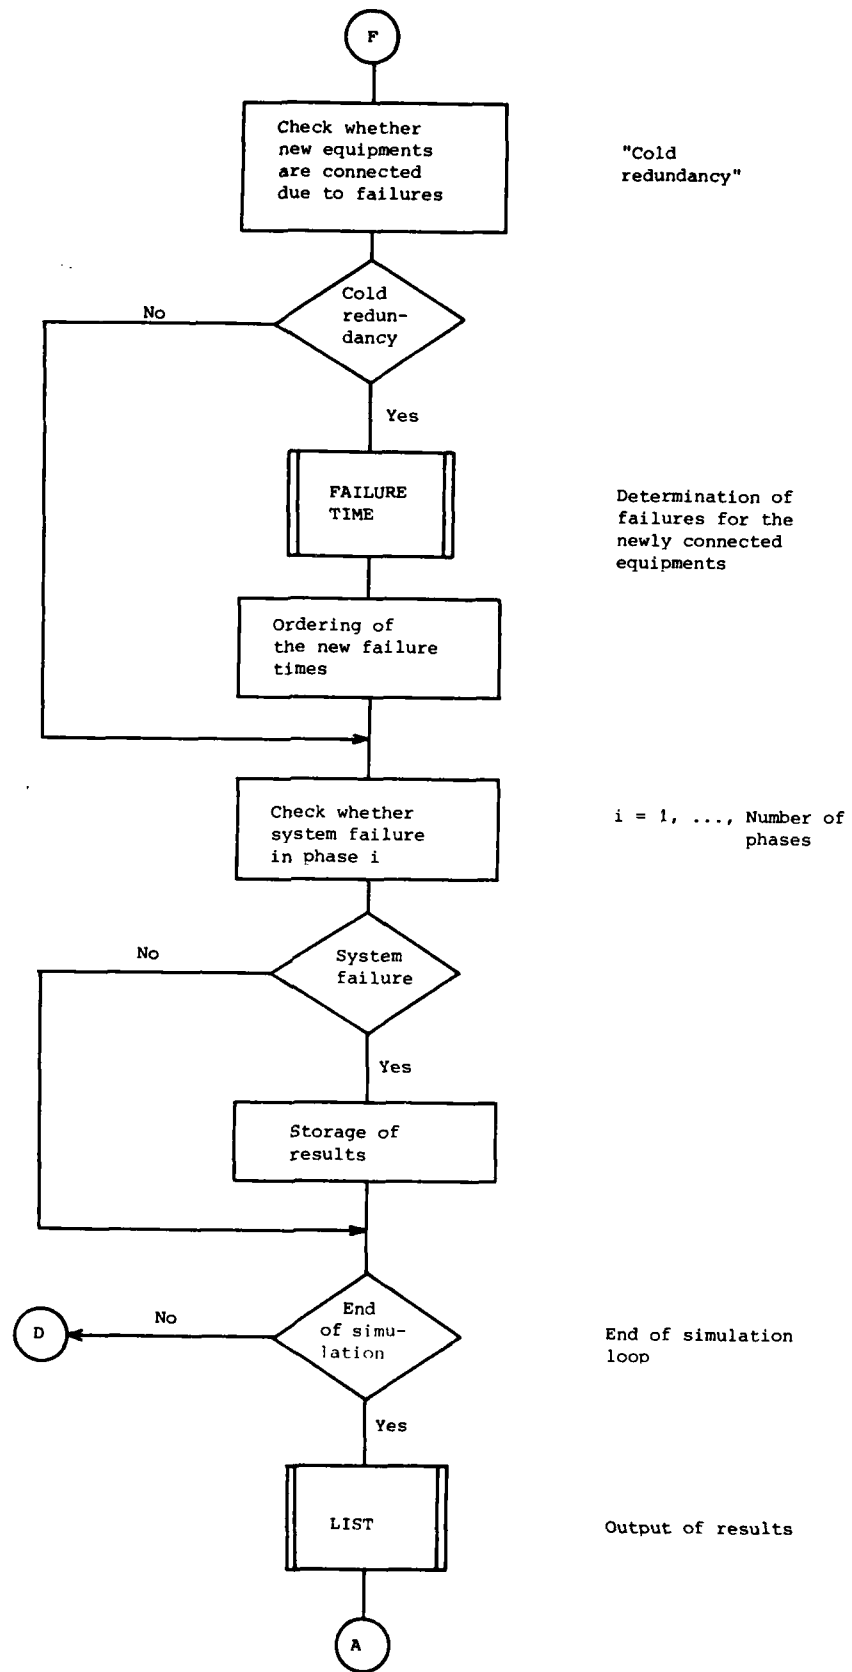 F
Check whether
new equipments
are connected
due to failures
"Cold
redundancy"
Cold
redun-
dancy
No
Yes
FAILURE
TIME
Determination of
failures for the
newly connected
equipments
Ordering of
the new failure
times
Check whether
system failure
in phase i
i = 1, ..., Number of
phases
System
failure
No
Yes
Storage of
results
End
of simu-
lation
No
D
End of simulation
loop
Yes
LIST
Output of results
A